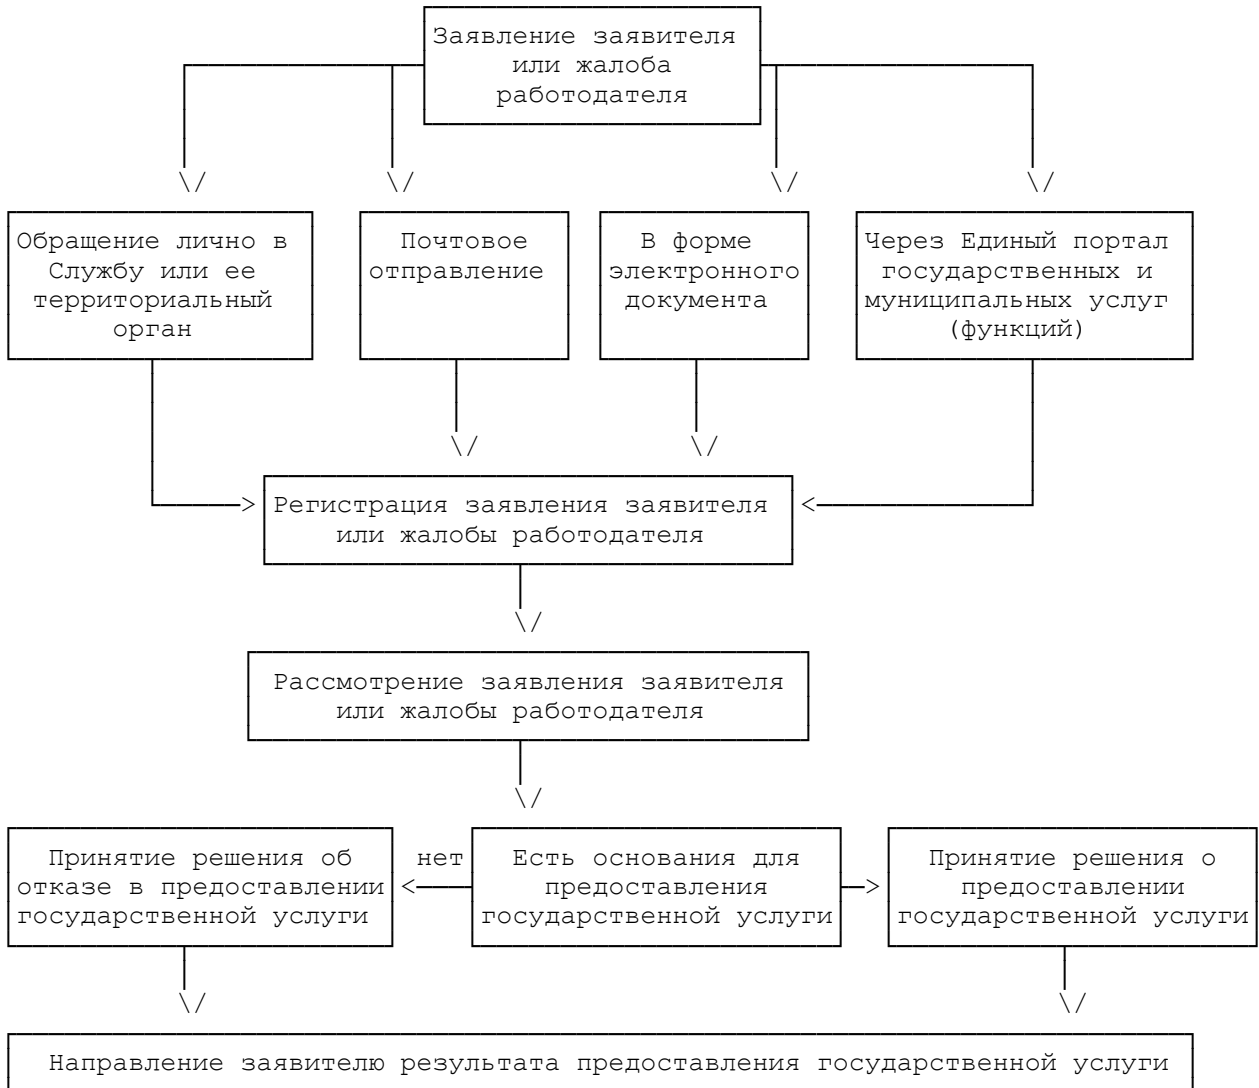 Заявление заявителя
или жалоба
работодателя
Обращение лично в
Службу или ее
территориальный
орган
Почтовое
отправление
В форме
электронного
документа
Через Единый портал
государственных и
муниципальных услуг
(функций)
Регистрация заявления заявителя
или жалобы работодателя
Рассмотрение заявления заявителя
или жалобы работодателя
Принятие решения об
отказе в предоставлении
государственной услуги
нет
Есть основания для
предоставления
государственной услуги
Принятие решения о
предоставлении
государственной услуги
Направление заявителю результата предоставления государственной услуги